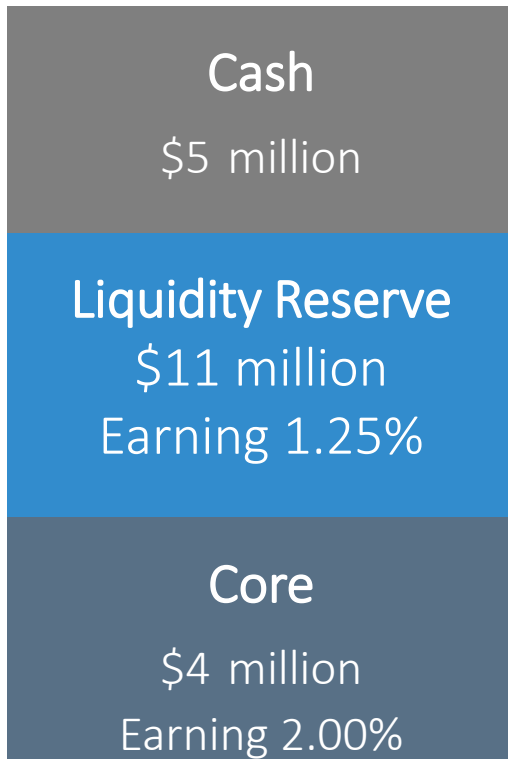 Cash
$5 million
Liquidity Reserve
$11 million
Earning 1.25%
Core
$4 million
Earning 2.00%